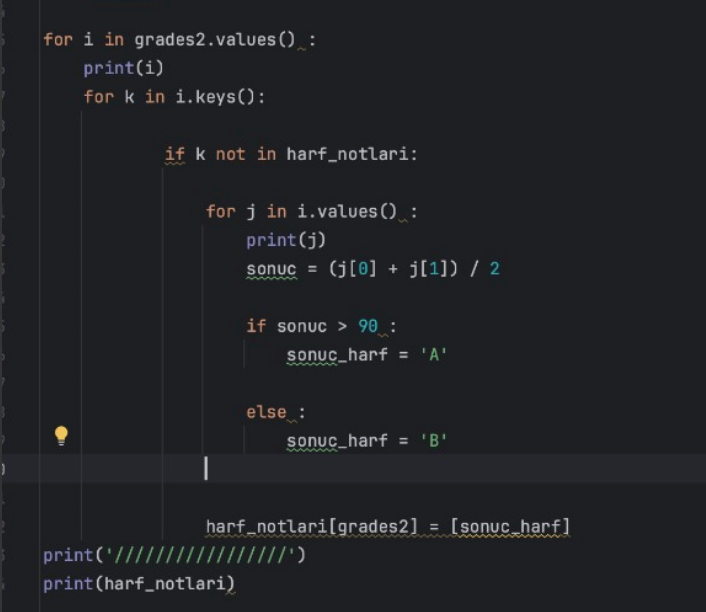 for i in grades2.values() :
print(i)
for k in i.keys():
if k not in harf_notlari:
for j in i.values() :
print(j)
sonuc = (j[0] + j[1]) / 2
if sonuc > 90 :
sonuc_harf = 'A'
else :
sonuc_harf = 'B'
harf_notlari[grades2] = [sonuc_harf]
print('/////////////////')
print(harf_notlari)